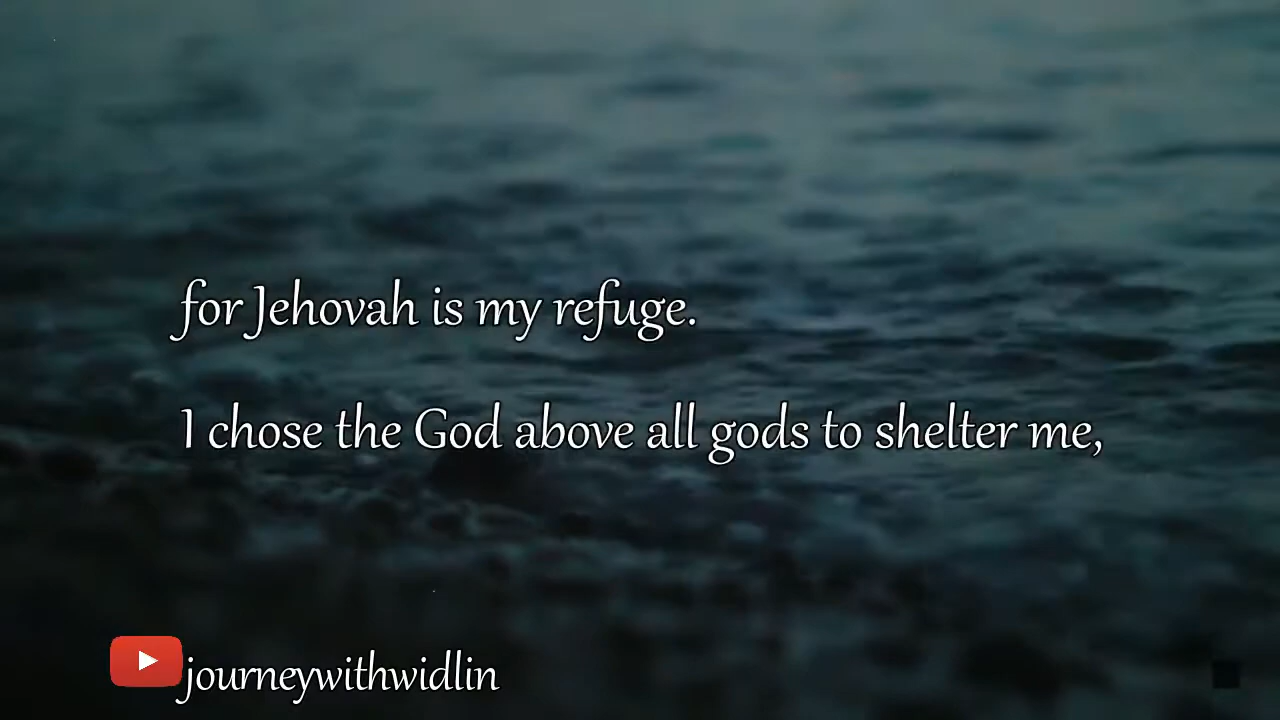 for Jehovah is my refuge.
I chose the God above all gods to shelter me,
journeywithwidlin